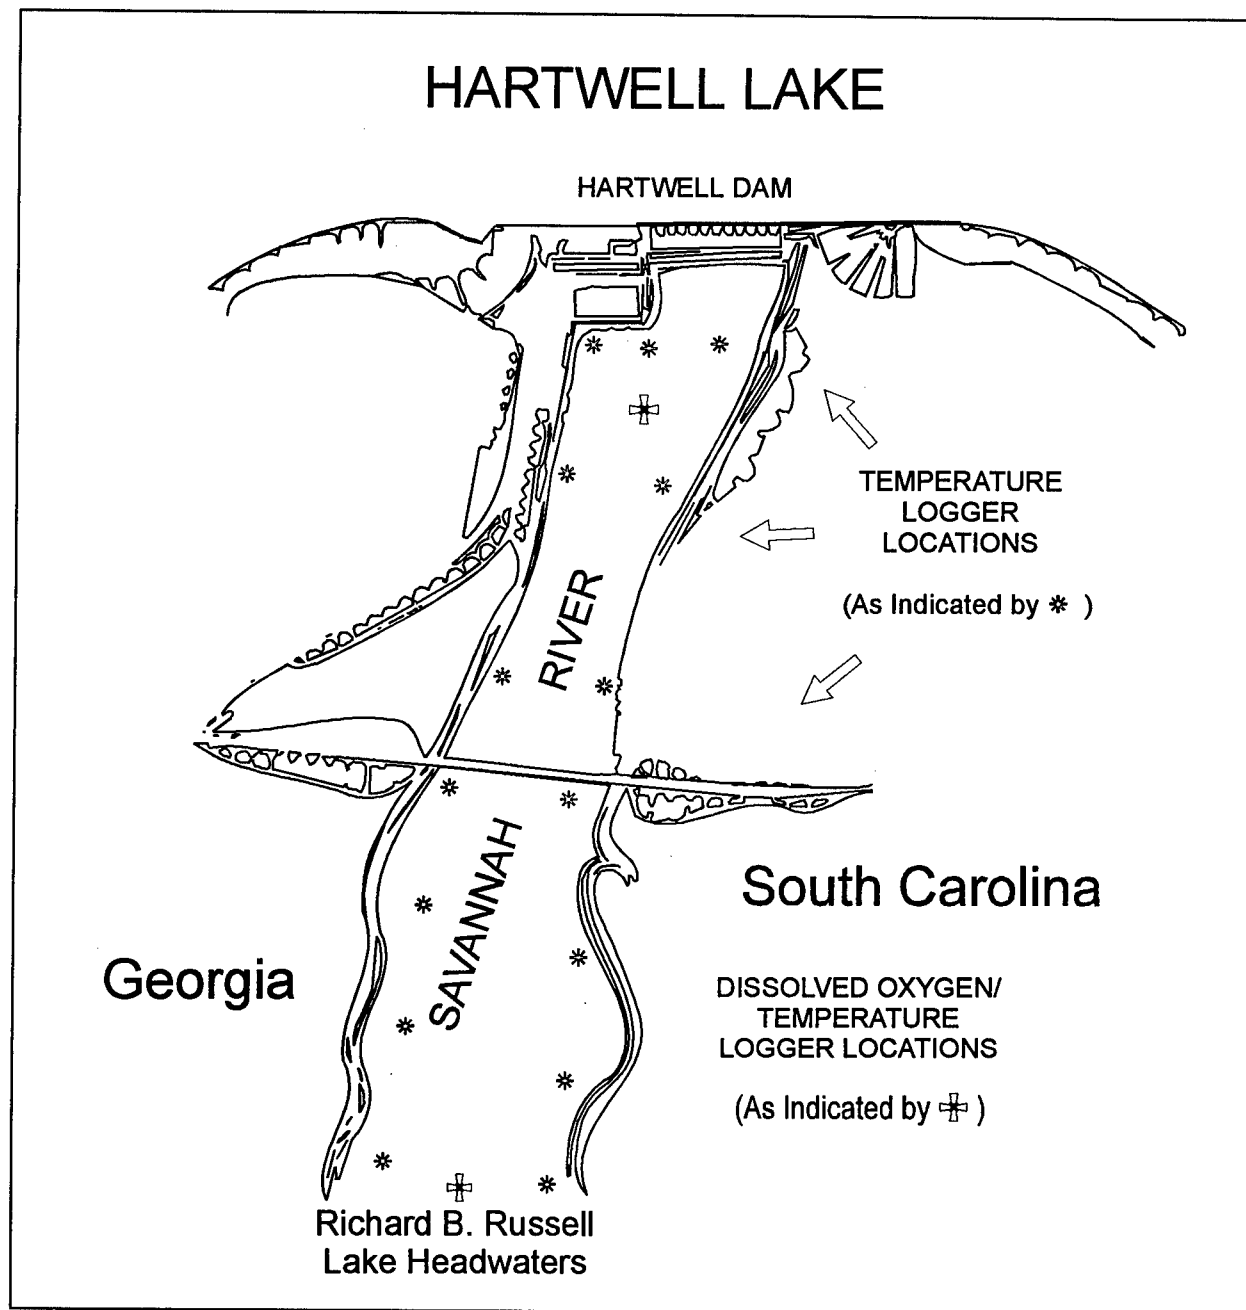 HARTWELL LAKE
HARTWELL DAM
TEMPERATURE
LOGGER
LOCATIONS
(As Indicated by ✲ )
RIVER
SAVANNAH
South Carolina
Georgia
DISSOLVED OXYGEN/
TEMPERATURE
LOGGER LOCATIONS
(As Indicated by ✠ )
Richard B. Russell
Lake Headwaters